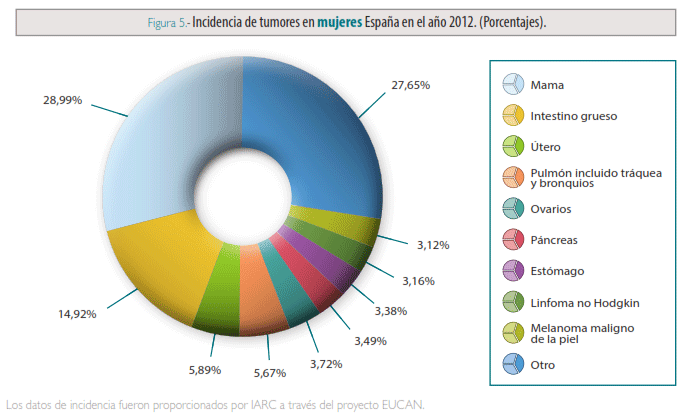 Figura 5.- Incidencia de tumores en mujeres España en el año 2012. (Porcentajes).
28,99%
27,65%
14,92%
5,89%
5,67%
3,72%
3,49%
3,38%
3,16%
3,12%
Mama
Intestino grueso
Útero
Pulmón incluido tráquea
y bronquios
Ovarios
Páncreas
Estómago
Linfoma no Hodgkin
Melanoma maligno
de la piel
Otro
Los datos de incidencia fueron proporcionados por IARC a través del proyecto EUCAN.